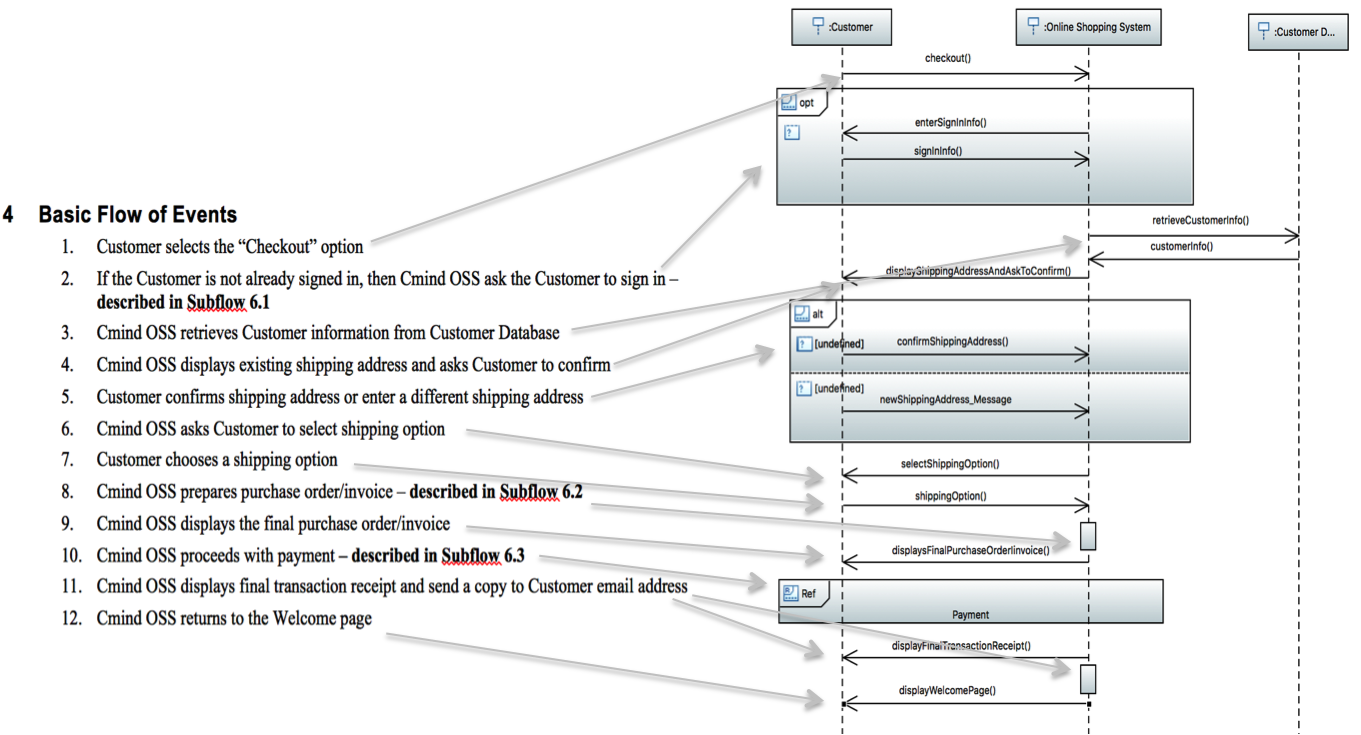 4 Basic Flow of Events
1. Customer selects the “Checkout” option
2. If the Customer is not already signed in, then Cmind OSS ask the Customer to sign in –
described in Subflow 6.1
3. Cmind OSS retrieves Customer information from Customer Database
4. Cmind OSS displays existing shipping address and asks Customer to confirm
5. Customer confirms shipping address or enter a different shipping address
6. Cmind OSS asks Customer to select shipping option
7. Customer chooses a shipping option
8. Cmind OSS prepares purchase order/invoice – described in Subflow 6.2
9. Cmind OSS displays the final purchase order/invoice
10. Cmind OSS proceeds with payment – described in Subflow 6.3
11. Cmind OSS displays final transaction receipt and send a copy to Customer email address
12. Cmind OSS returns to the Welcome page
:Customer
:Online Shopping System
:Customer D...
checkout()
opt
?
enterSignInInfo()
signInInfo()
retrieveCustomerInfo()
customerInfo()
displayShippingAddressAndAskToConfirm()
alt
? [undefined]
confirmShippingAddress()
? [undefined]
newShippingAddress_Message
selectShippingOption()
shippingOption()
displaysFinalPurchaseOrderIinvoice()
Ref
Payment
displayFinalTransactionReceipt()
displayWelcomePage()